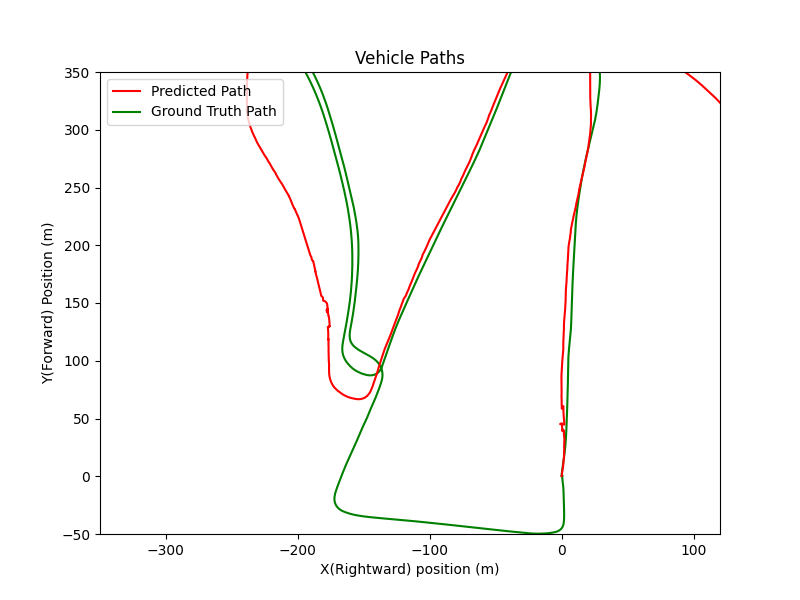 Vehicle Paths
Predicted Path
Ground Truth Path
Y(Forward) Position (m)
350
300
250
200
150
100
50
0
−50
−300
−200
−100
0
100
X(Rightward) position (m)